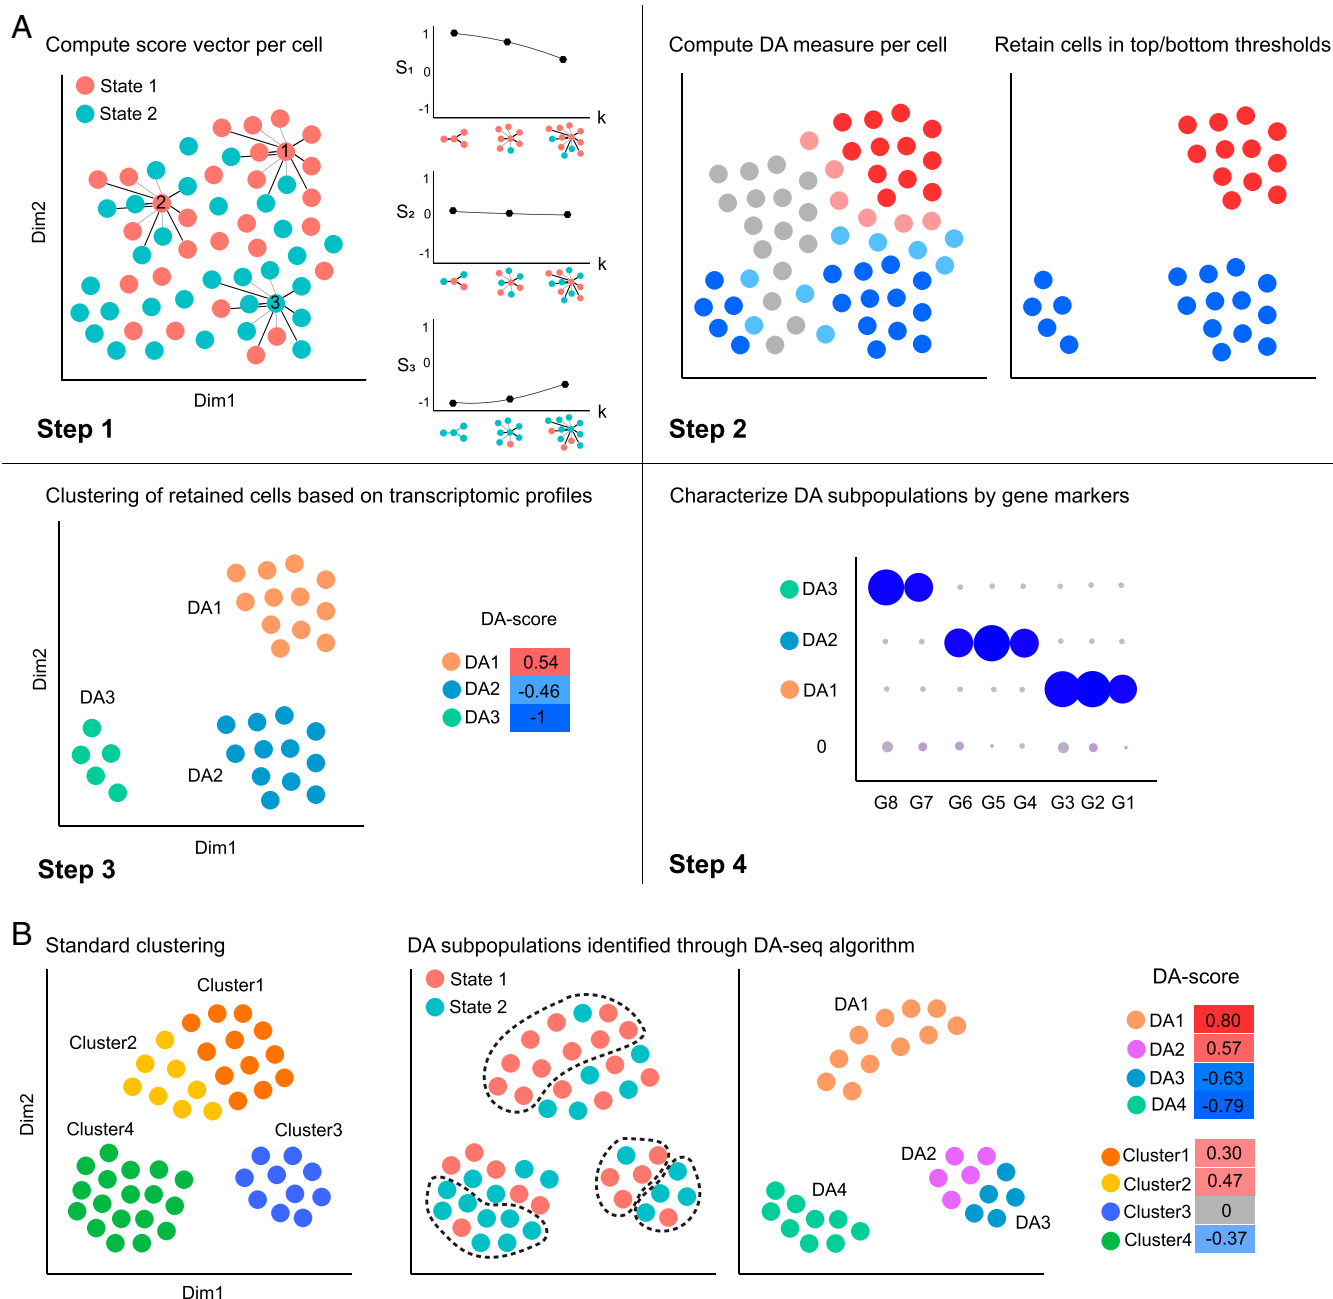 A
Compute score vector per cell
State 1
State 2
1
2
3
Dim2
Dim1
Step 1
1
S₁
0
-1
k
1
S₂
0
-1
k
1
S₃
0
-1
k
Compute DA measure per cell
Retain cells in top/bottom thresholds
Step 2
Clustering of retained cells based on transcriptomic profiles
DA1
DA3
DA2
Dim2
Dim1
DA-score
DA1 0.54
DA2 -0.46
DA3 -1
Step 3
Characterize DA subpopulations by gene markers
DA3
DA2
DA1
0
G8 G7 G6 G5 G4 G3 G2 G1
Step 4
B
Standard clustering
Cluster1
Cluster2
Cluster4
Cluster3
Dim2
Dim1
DA subpopulations identified through DA-seq algorithm
State 1
State 2
DA1
DA2
DA4
DA3
DA-score
DA1 0.80
DA2 0.57
DA3 -0.63
DA4 -0.79
Cluster1 0.30
Cluster2 0.47
Cluster3 0
Cluster4 -0.37